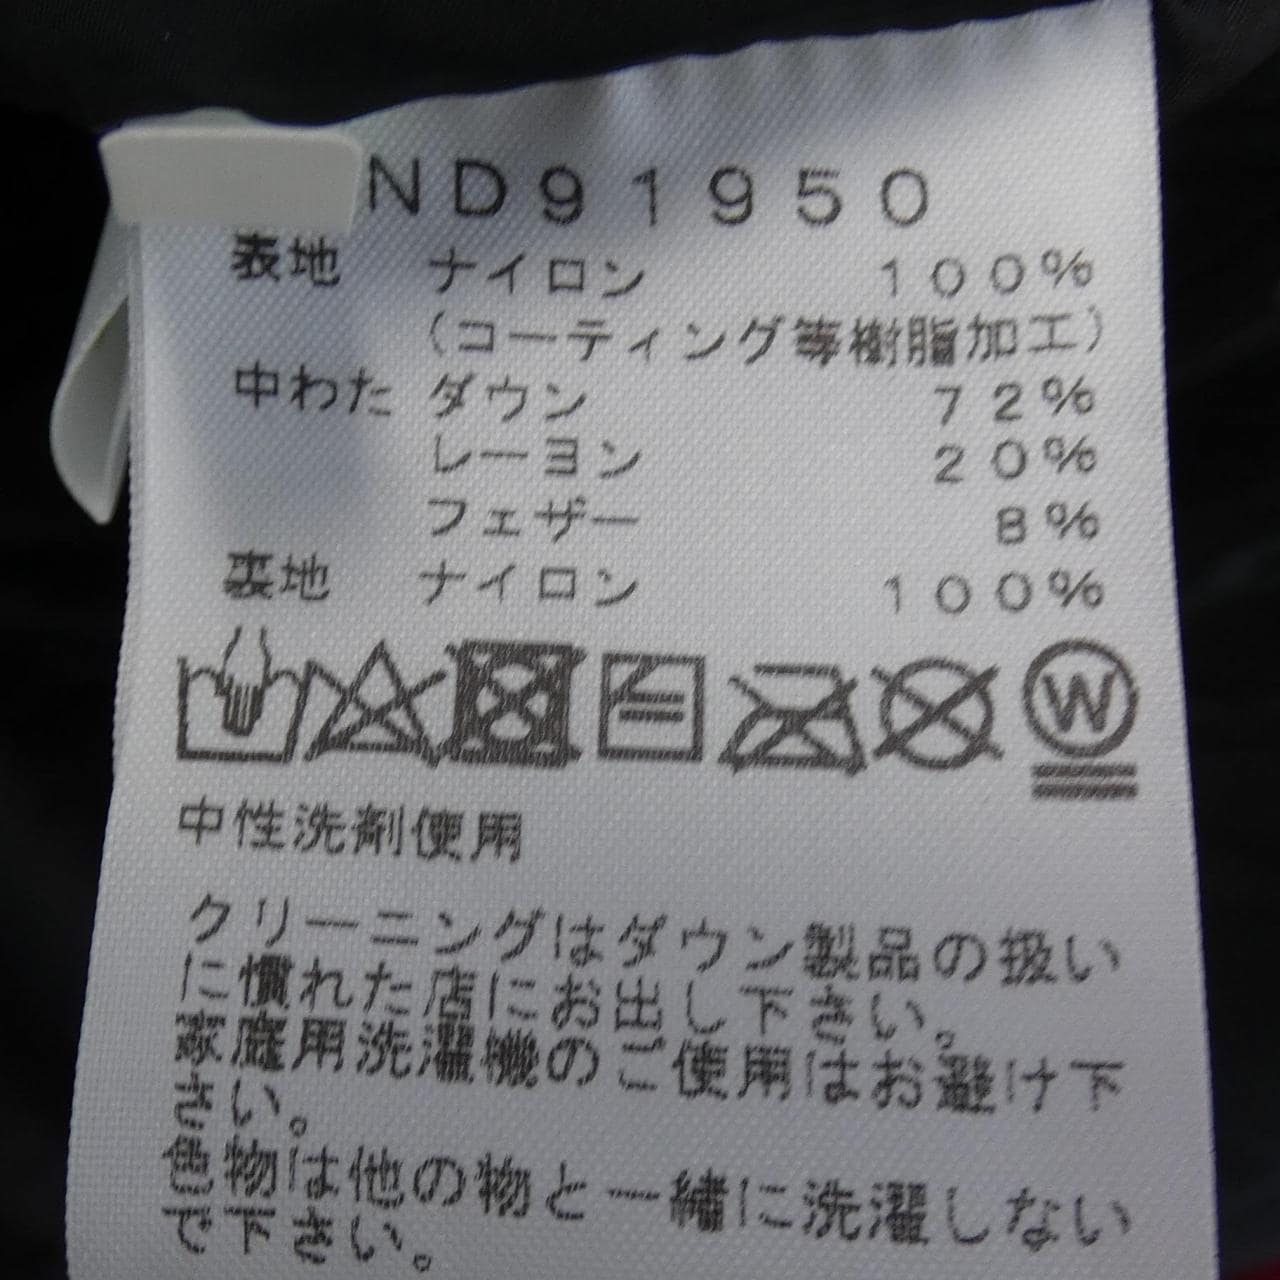 ND91950
表地 ナイロン 100%
(コーティング等樹脂加工)
中わた ダウン 72%
レーヨン 20%
フェザー 8%
裏地 ナイロン 100%
W
中性洗剤使用
クリーニングはダウン製品の扱い
に慣れた店にお出し下さい。
家庭用洗濯機のご使用はお避け下
さい。
色物は他の物と一緒に洗濯しない
で下さい。